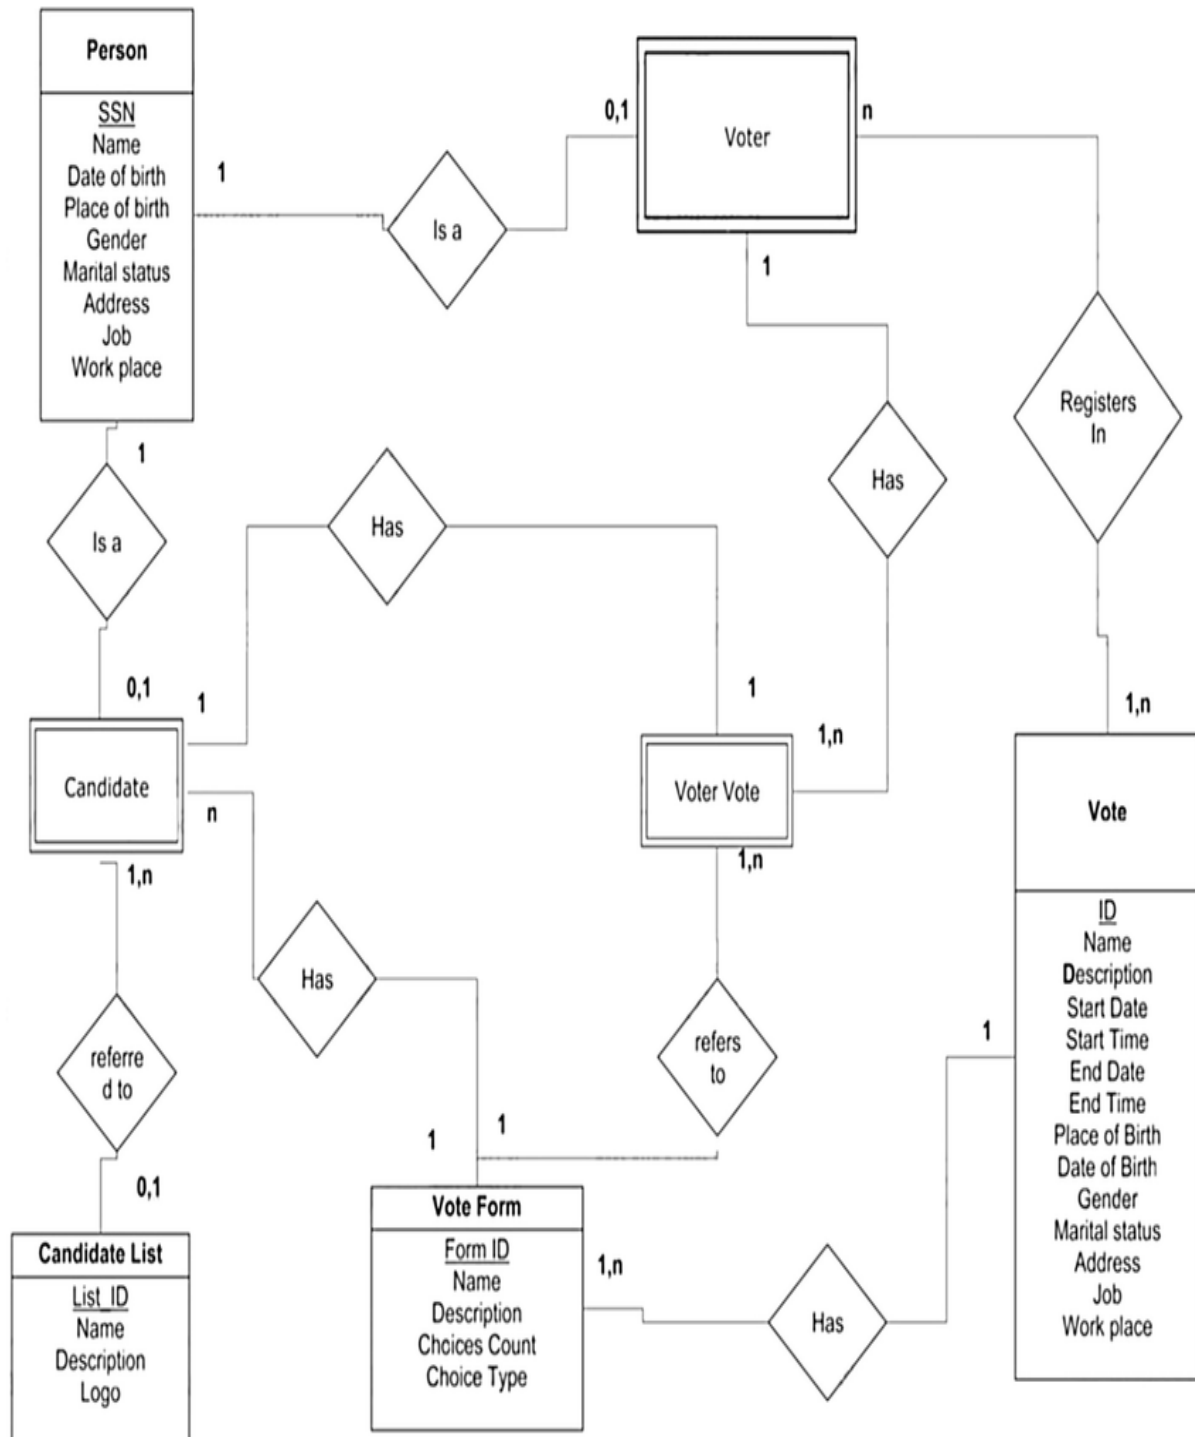 Person
SSN
Name
Date of birth
Place of birth
Gender
Marital status
Address
Job
Work place
1
Is a
0,1
Voter
n
1
Registers
In
Has
1
Is a
Has
0,1
1
1
1,n
1,n
Candidate
n
1,n
Voter Vote
1,n
Vote
ID
Name
Description
Start Date
Start Time
End Date
End Time
Place of Birth
Date of Birth
Gender
Marital status
Address
Job
Work place
Has
referre
d to
refers
to
1
1
1
0,1
Candidate List
List_ID
Name
Description
Logo
Vote Form
Form ID
Name
Description
Choices Count
Choice Type
1,n
Has